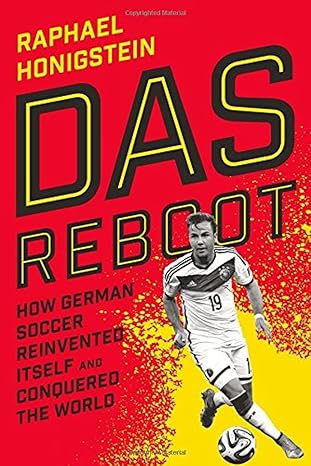 RAPHAEL
HONIGSTEIN
DAS
REBOOT
HOW GERMAN
SOCCER
REINVENTED
ITSELF AND
CONQUERED
THE WORLD
19